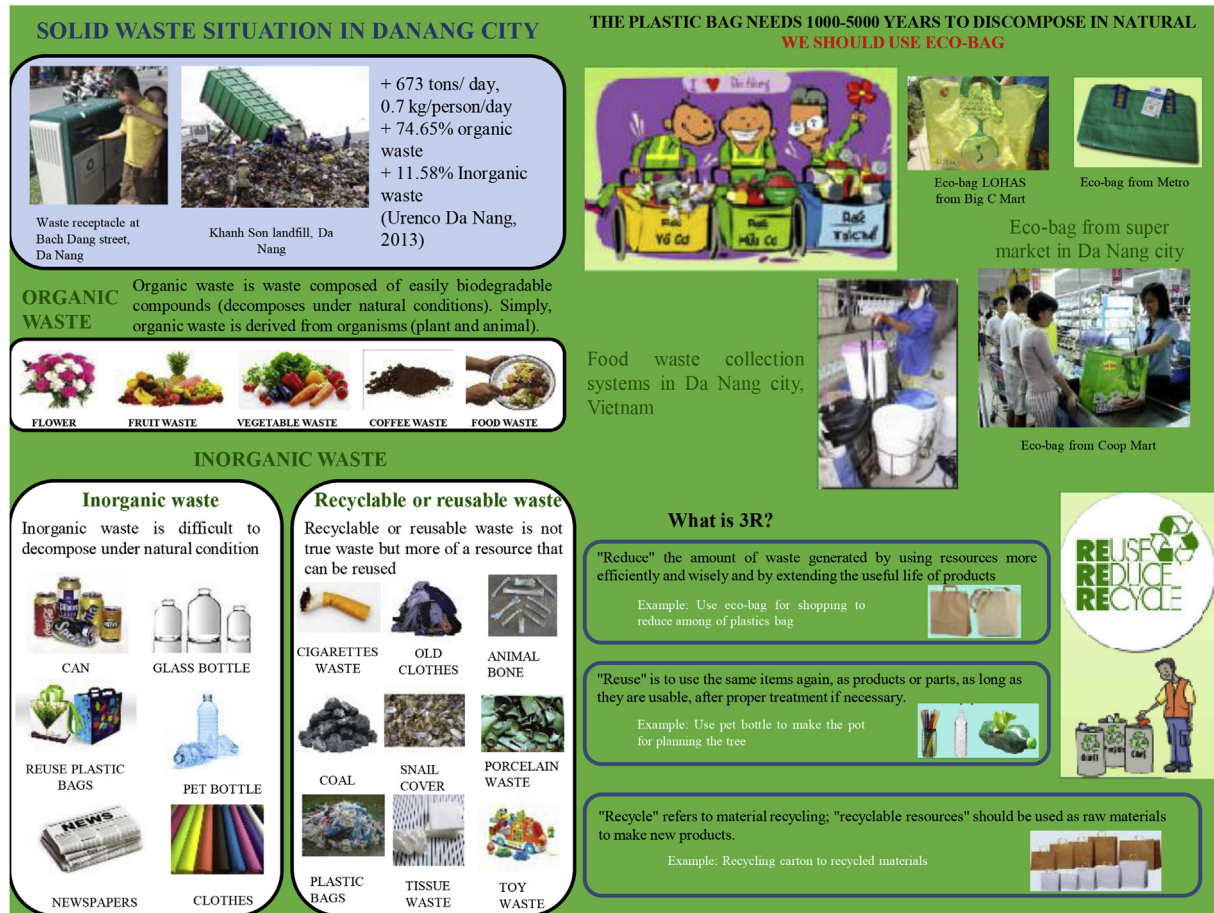 SOLID WASTE SITUATION IN DANANG CITY
+ 673 tons/ day,
0.7 kg/person/day
+ 74.65% organic
waste
+ 11.58% Inorganic
waste
(Urenco Da Nang,
2013)
Waste receptacle at
Bach Dang street,
Da Nang
Khanh Son landfill, Da
Nang
ORGANIC
WASTE
Organic waste is waste composed of easily biodegradable
compounds (decomposes under natural conditions). Simply,
organic waste is derived from organisms (plant and animal).
FLOWER
FRUIT WASTE
VEGETABLE WASTE
COFFEE WASTE
FOOD WASTE
INORGANIC WASTE
Inorganic waste
Inorganic waste is difficult to
decompose under natural condition
CAN
GLASS BOTTLE
REUSE PLASTIC
BAGS
PET BOTTLE
NEWS
NEWSPAPERS
CLOTHES
Recyclable or reusable waste
Recyclable or reusable waste is not
true waste but more of a resource that
can be reused
CIGARETTES
WASTE
OLD
CLOTHES
ANIMAL
BONE
COAL
SNAIL
COVER
PORCELAIN
WASTE
PLASTIC
BAGS
TISSUE
WASTE
TOY
WASTE
THE PLASTIC BAG NEEDS 1000-5000 YEARS TO DISCOMPOSE IN NATURAL
WE SHOULD USE ECO-BAG
I Da Nang
RÁC
VÔ CƠ
RÁC
HỮU CƠ
RÁC
TÁI CHẾ
Eco-bag LOHAS
from Big C Mart
Eco-bag from Metro
Eco-bag from super
market in Da Nang city
Food waste collection
systems in Da Nang city,
Vietnam
Eco-bag from Coop Mart
What is 3R?
"Reduce" the amount of waste generated by using resources more
efficiently and wisely and by extending the useful life of products
Example: Use eco-bag for shopping to
reduce among of plastics bag
"Reuse" is to use the same items again, as products or parts, as long as
they are usable, after proper treatment if necessary.
Example: Use pet bottle to make the pot
for planning the tree
"Recycle" refers to material recycling; "recyclable resources" should be used as raw materials
to make new products.
Example: Recycling carton to recycled materials
REUSE
REDUCE
RECYCLE